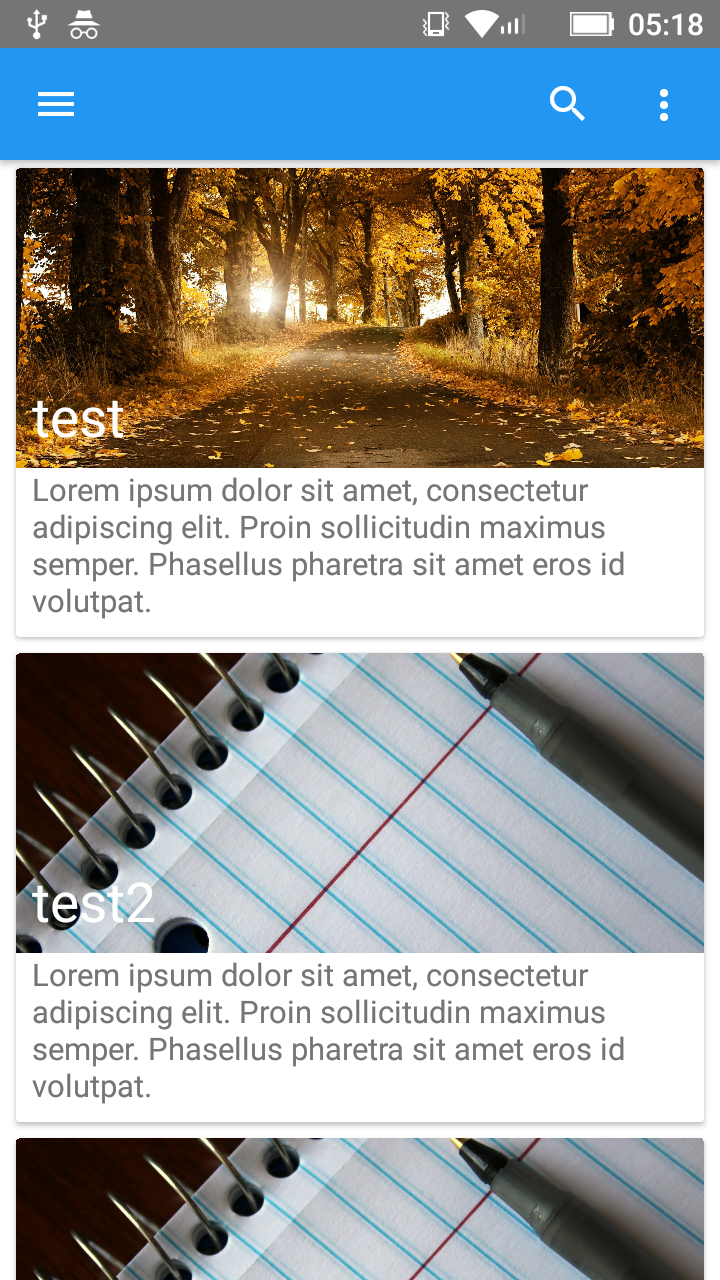 05:18
test
Lorem ipsum dolor sit amet, consectetur
adipiscing elit. Proin sollicitudin maximus
semper. Phasellus pharetra sit amet eros id
volutpat.
test2
Lorem ipsum dolor sit amet, consectetur
adipiscing elit. Proin sollicitudin maximus
semper. Phasellus pharetra sit amet eros id
volutpat.